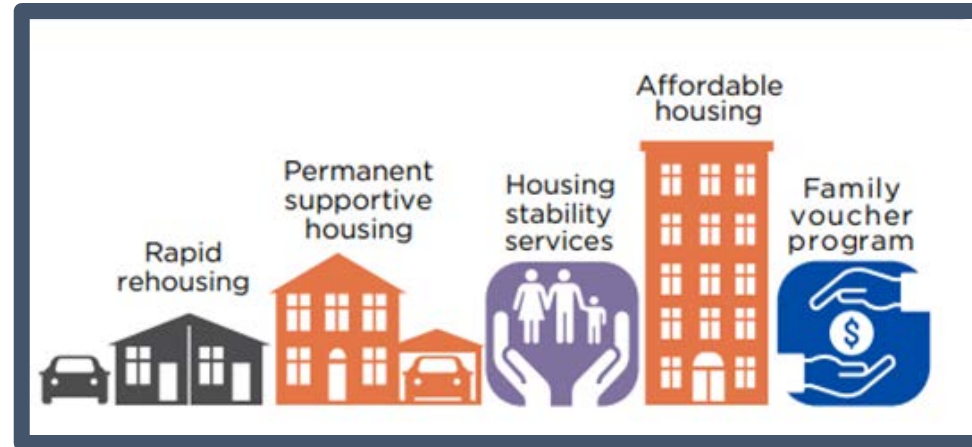 Rapid
rehousing
Permanent
supportive
housing
Housing
stability
services
Affordable
housing
Family
voucher
program
$